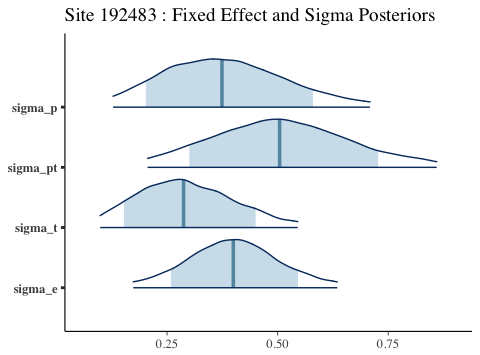 Site 192483 : Fixed Effect and Sigma Posteriors
sigma_p
sigma_pt
sigma_t
sigma_e
0.25 0.50 0.75